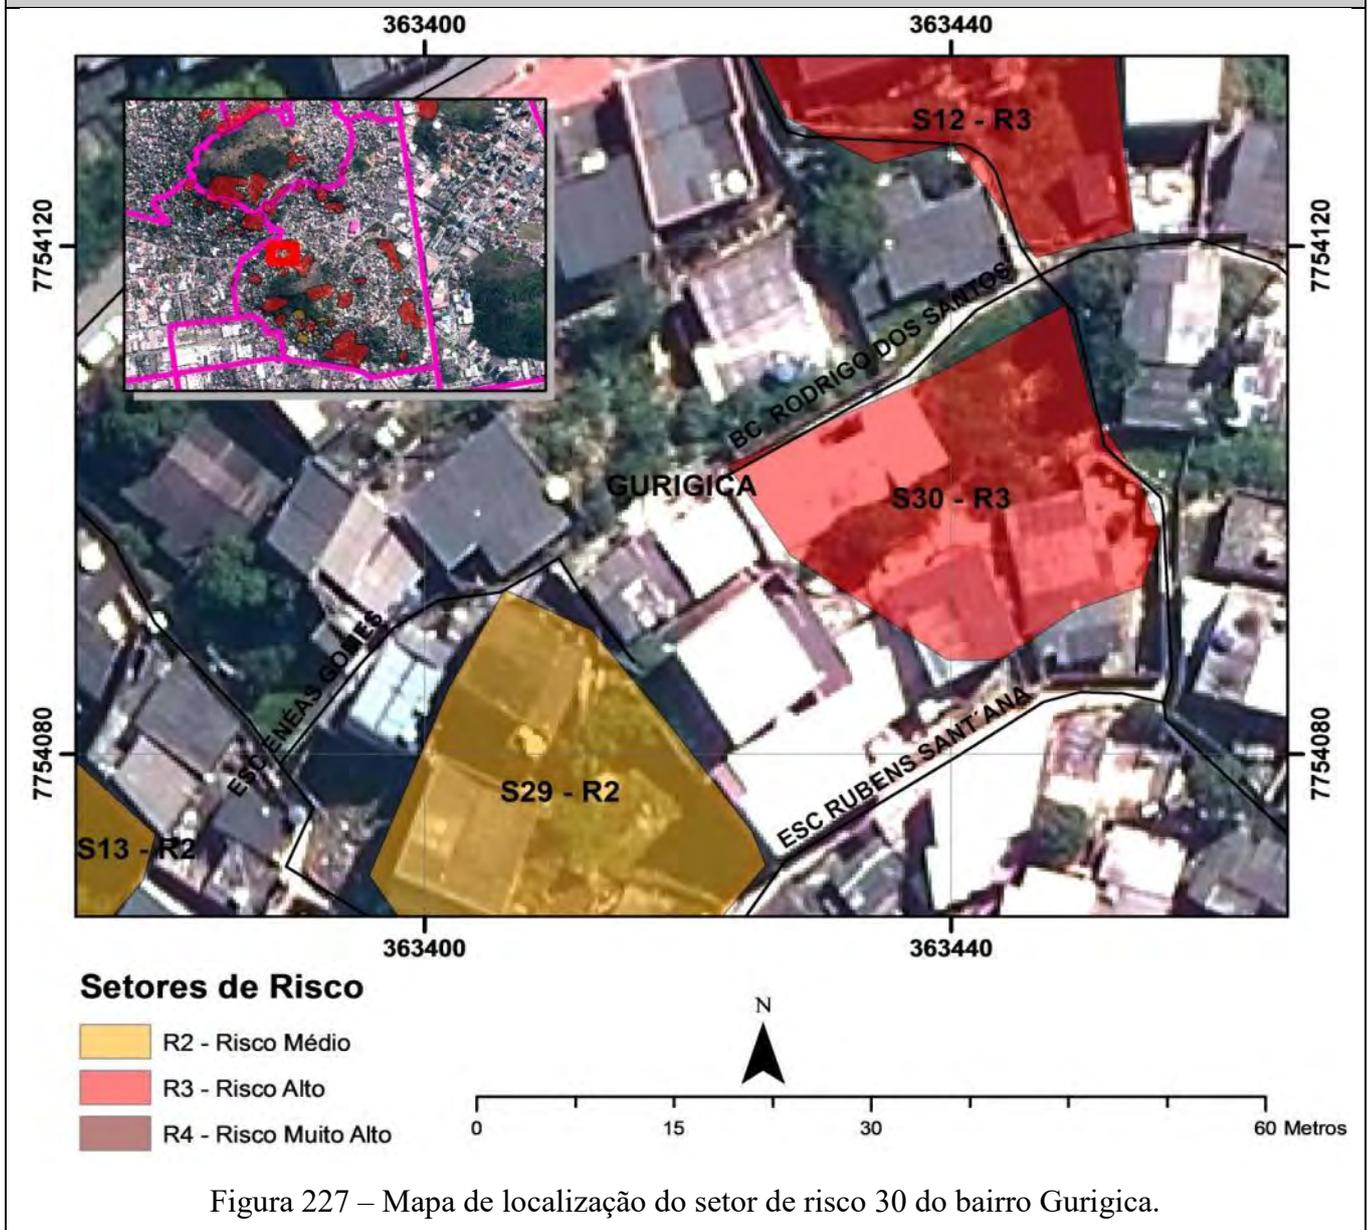 363400 363440
S12 - R3
7754120 7754120
BC RODRIGO DOS SANTOS
GURIGICA
S30 - R3
ESC ENÉAS GOMES
ESC RUBENS SANT´ANA
7754080 7754080
S29 - R2
S13 - R2
363400 363440
Setores de Risco
R2 - Risco Médio
R3 - Risco Alto
R4 - Risco Muito Alto
N
0 15 30 60 Metros
Figura 227 – Mapa de localização do setor de risco 30 do bairro Gurigica.